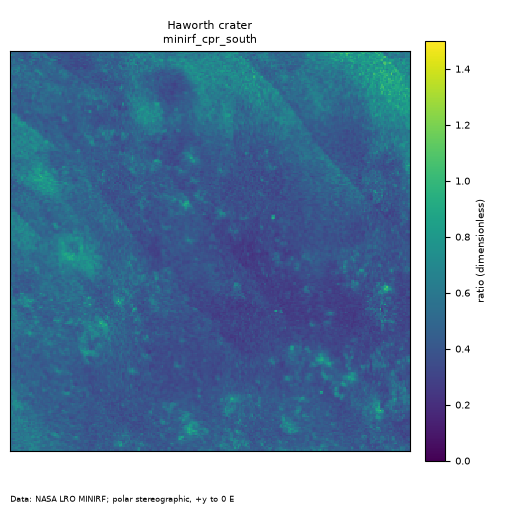 Haworth crater
minirf_cpr_south
1.4
1.2
1.0
0.8
0.6
0.4
0.2
0.0
ratio (dimensionless)
Data: NASA LRO MINIRF; polar stereographic, +y to 0 E